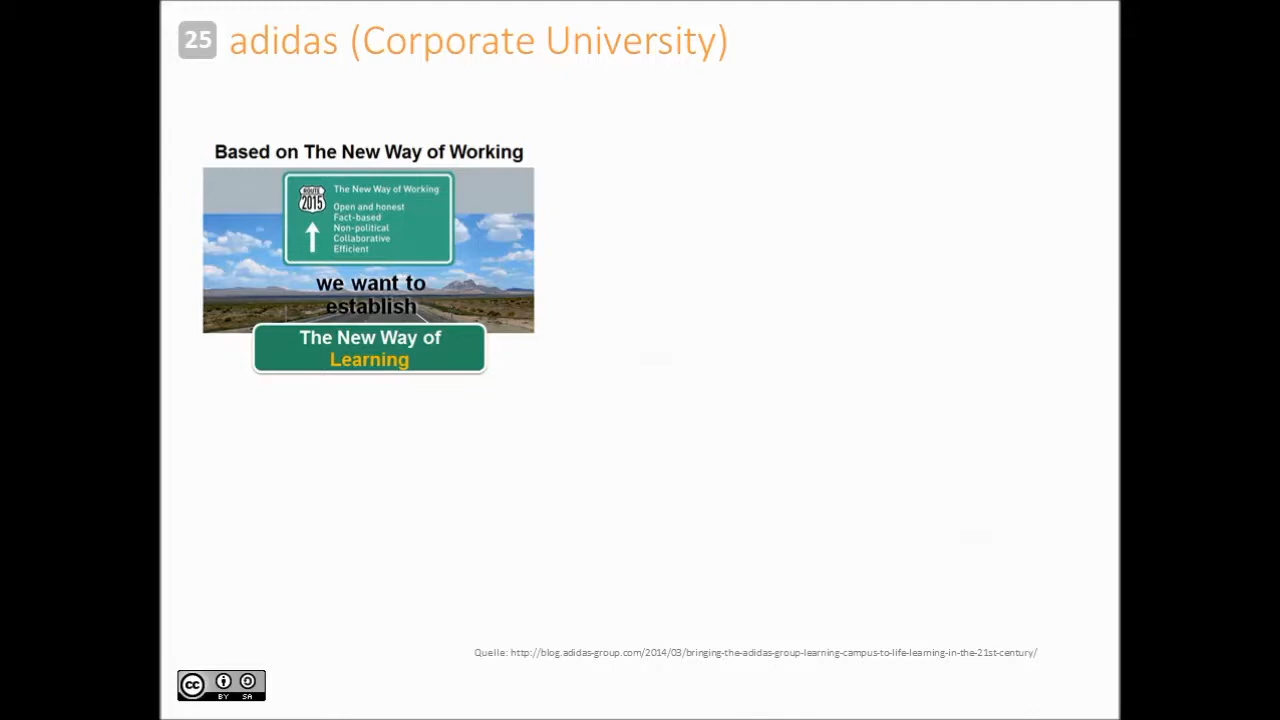 25 adidas (Corporate University)
Based on The New Way of Working
ROUTE
2015
The New Way of Working
Open and honest
Fact-based
Non-political
Collaborative
Efficient
we want to
establish
The New Way of
Learning
Quelle: http://blog.adidas-group.com/2014/03/bringing-the-adidas-group-learning-campus-to-life-learning-in-the-21st-century/
cc
BY SA